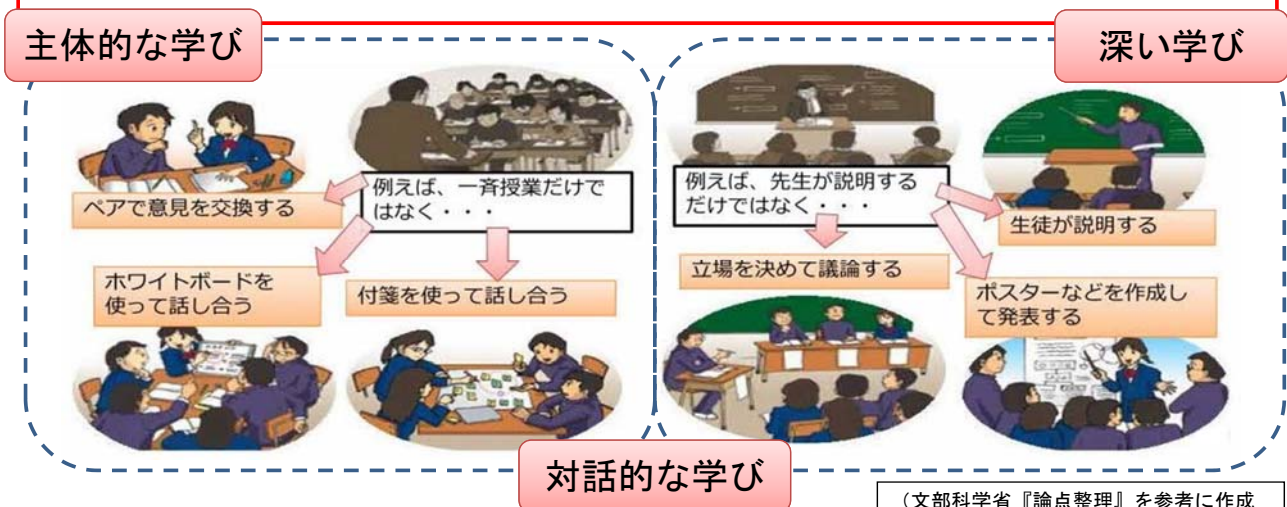 主体的な学び
深い学び
例えば、一斉授業だけで
はなく・・・
ペアで意見を交換する
ホワイトボードを
使って話し合う
付箋を使って話し合う
例えば、先生が説明する
だけではなく・・・
生徒が説明する
立場を決めて議論する
ポスターなどを作成し
て発表する
対話的な学び
（文部科学省『論点整理』を参考に作成